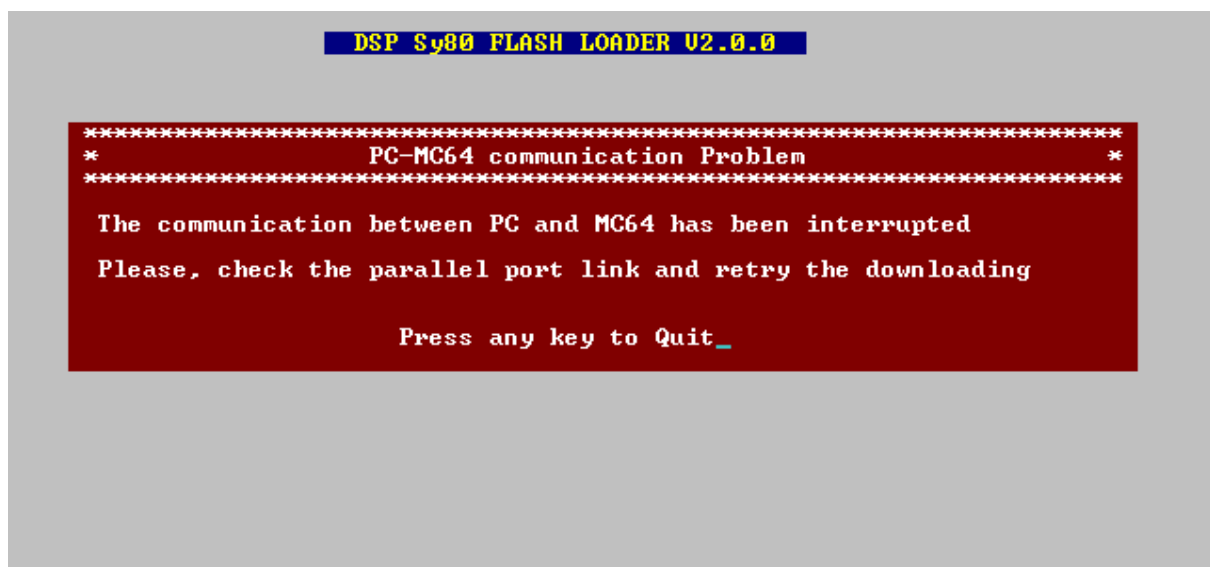 DSP Sy80 FLASH LOADER V2.0.0
*********************************************************************
* PC-MC64 communication Problem *
*********************************************************************
The communication between PC and MC64 has been interrupted
Please, check the parallel port link and retry the downloading
Press any key to Quit_